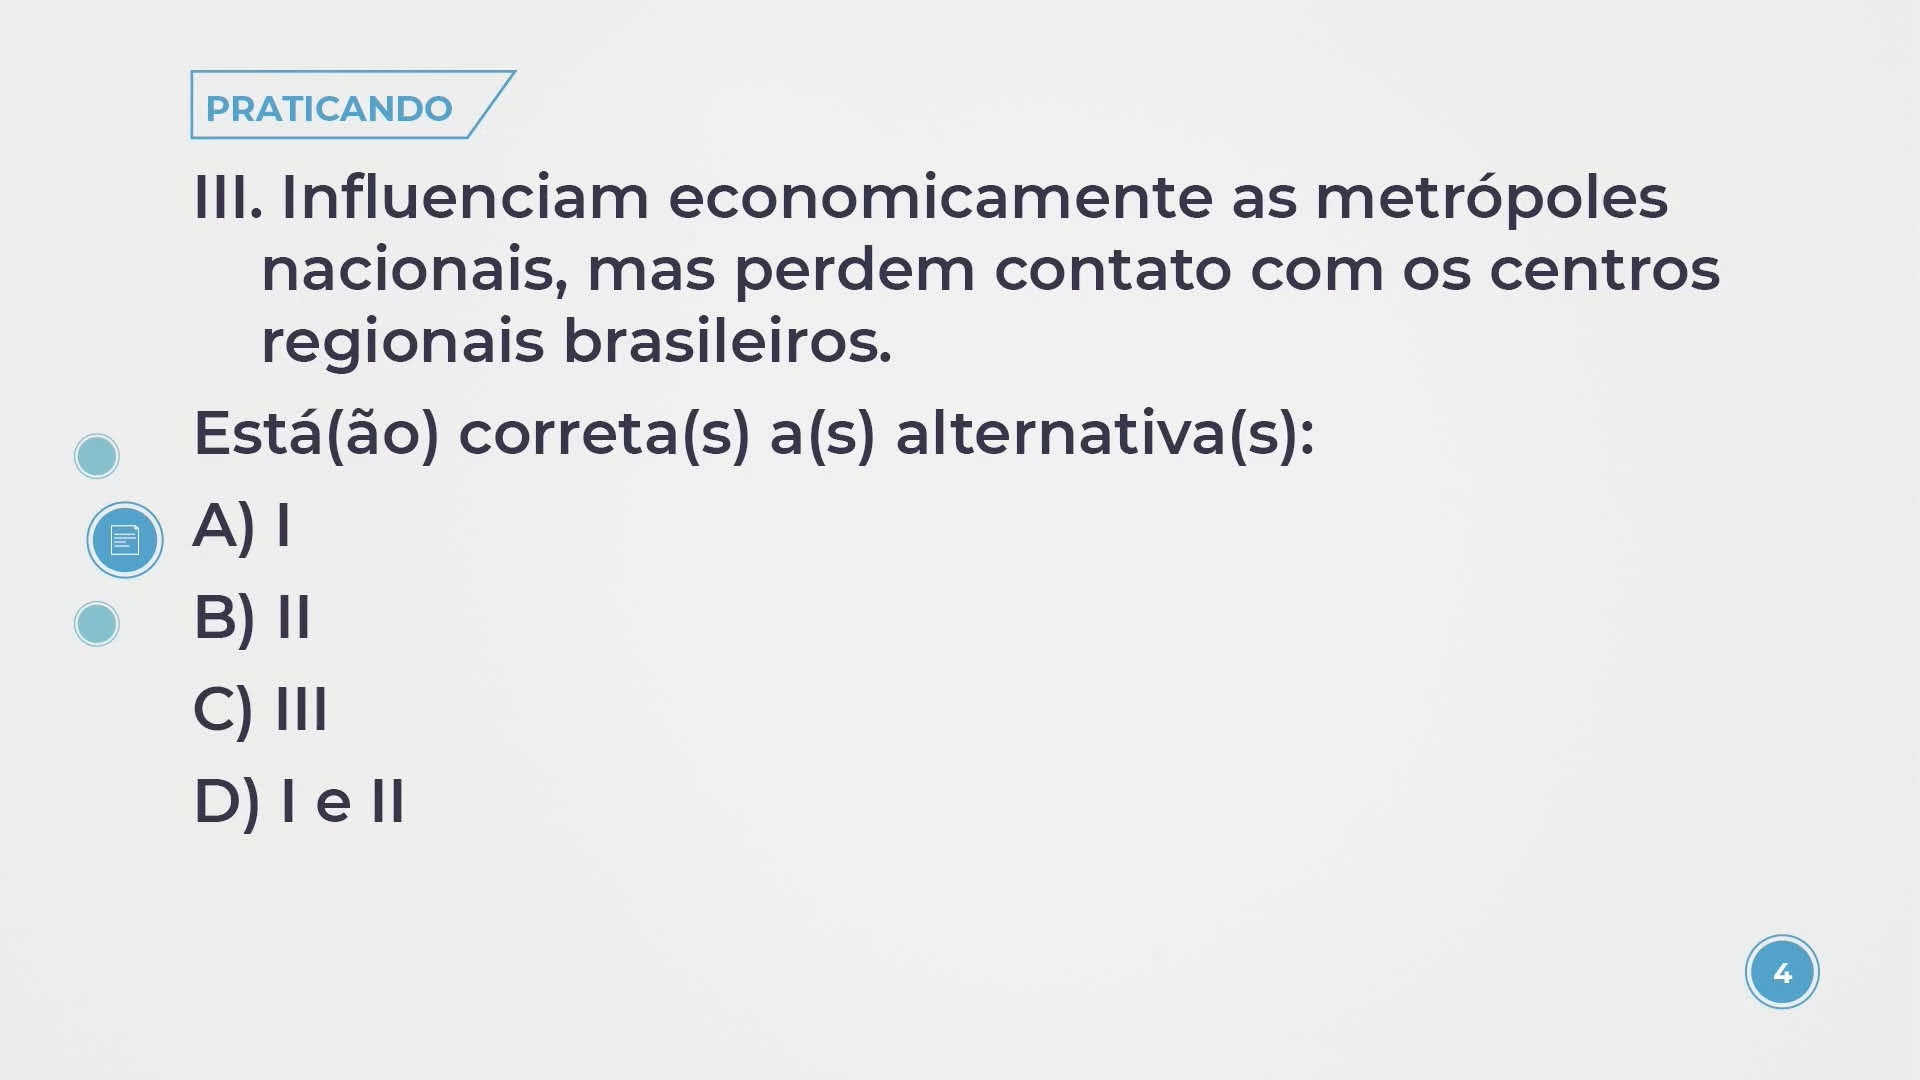 PRATICANDO
III. Influenciam economicamente as metrópoles
nacionais, mas perdem contato com os centros
regionais brasileiros.
Está(ão) correta(s) a(s) alternativa(s):
A) I
B) II
C) III
D) I e II
4